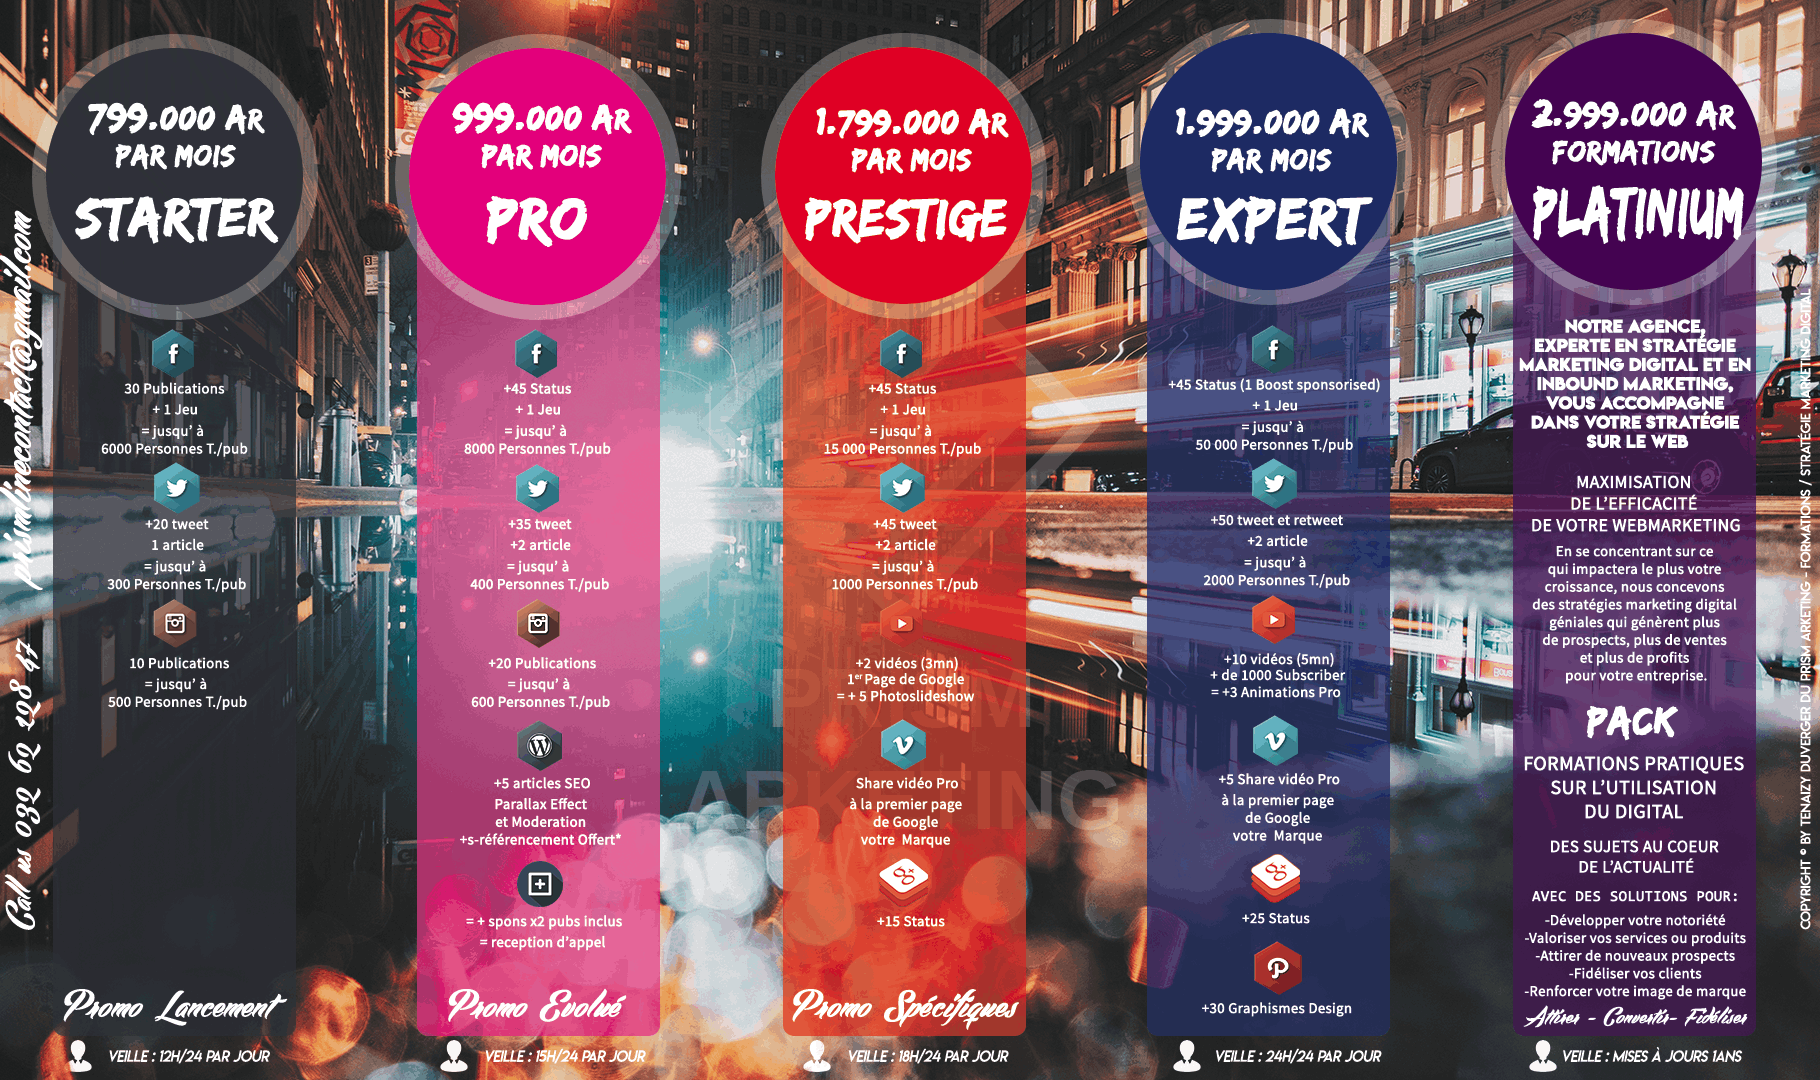 799.000 AR
PAR MOIS
STARTER
30 Publications
+ 1 Jeu
= jusqu' à
6000 Personnes T./pub
+20 tweet
1 article
= jusqu' à
300 Personnes T./pub
10 Publications
= jusqu' à
500 Personnes T./pub
Promo Lancement
VEILLE : 12H/24 PAR JOUR
999.000 AR
PAR MOIS
PRO
+45 Status
+ 1 Jeu
= jusqu' à
8000 Personnes T./pub
+35 tweet
+2 article
= jusqu' à
400 Personnes T./pub
+20 Publications
= jusqu' à
600 Personnes T./pub
+5 articles SEO
Parallax Effect
et Moderation
+s-référencement Offert*
= + spons x2 pubs inclus
= reception d'appel
Promo Evolué
VEILLE : 15H/24 PAR JOUR
1.799.000 AR
PAR MOIS
PRESTIGE
+45 Status
+ 1 Jeu
= jusqu' à
15 000 Personnes T./pub
+45 tweet
+2 article
= jusqu' à
1000 Personnes T./pub
+2 vidéos (3mn)
1er Page de Google
= + 5 Photoslideshow
Share vidéo Pro
à la premier page
de Google
votre Marque
+15 Status
Promo Spécifiques
VEILLE : 18H/24 PAR JOUR
1.999.000 AR
PAR MOIS
EXPERT
+45 Status (1 Boost sponsorised)
+ 1 Jeu
= jusqu' à
50 000 Personnes T./pub
+50 tweet et retweet
+2 article
= jusqu' à
2000 Personnes T./pub
+10 vidéos (5mn)
+ de 1000 Subscriber
= +3 Animations Pro
+5 Share vidéo Pro
à la premier page
de Google
votre Marque
+25 Status
+30 Graphismes Design
VEILLE : 24H/24 PAR JOUR
2.999.000 AR
FORMATIONS
PLATINIUM
NOTRE AGENCE,
EXPERTE EN STRATÉGIE
MARKETING DIGITAL ET EN
INBOUND MARKETING,
VOUS ACCOMPAGNE
DANS VOTRE STRATÉGIE
SUR LE WEB
MAXIMISATION
DE L'EFFICACITÉ
DE VOTRE WEBMARKETING
En se concentrant sur ce
qui impactera le plus votre
croissance, nous concevons
des stratégies marketing digital
géniales qui génèrent plus
de prospects, plus de ventes
et plus de profits
pour votre entreprise.
PACK
FORMATIONS PRATIQUES
SUR L'UTILISATION
DU DIGITAL
DES SUJETS AU COEUR
DE L'ACTUALITÉ
AVEC DES SOLUTIONS POUR:
-Développer votre notoriété
-Valoriser vos services ou produits
-Attirer de nouveaux prospects
-Fidéliser vos clients
-Renforcer votre image de marque
Attirer - Convertir- Fidéliser
VEILLE : MISES À JOURS 1ANS
Call us 032 69 128 47 prismlinecontact@gmail.com
COPYRIGHT © BY TENAIZY DUVERGER DU PRISM ARKETING - FORMATIONS / STRATÉGIE MARKETING DIGITAL
PRISM
ARKETING